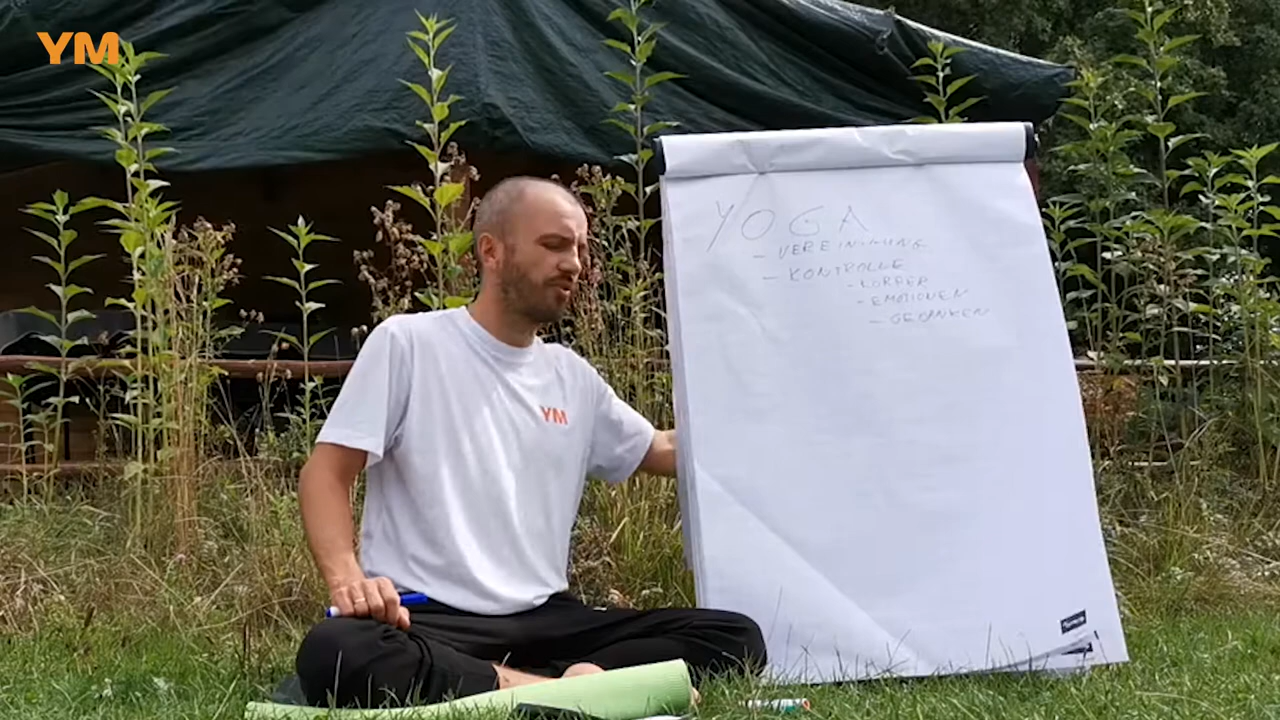 YM
YOGA
- VEREINIGUNG
- KONTROLLE
- KÖRPER
- EMOTIONEN
- GEDANKEN
YM